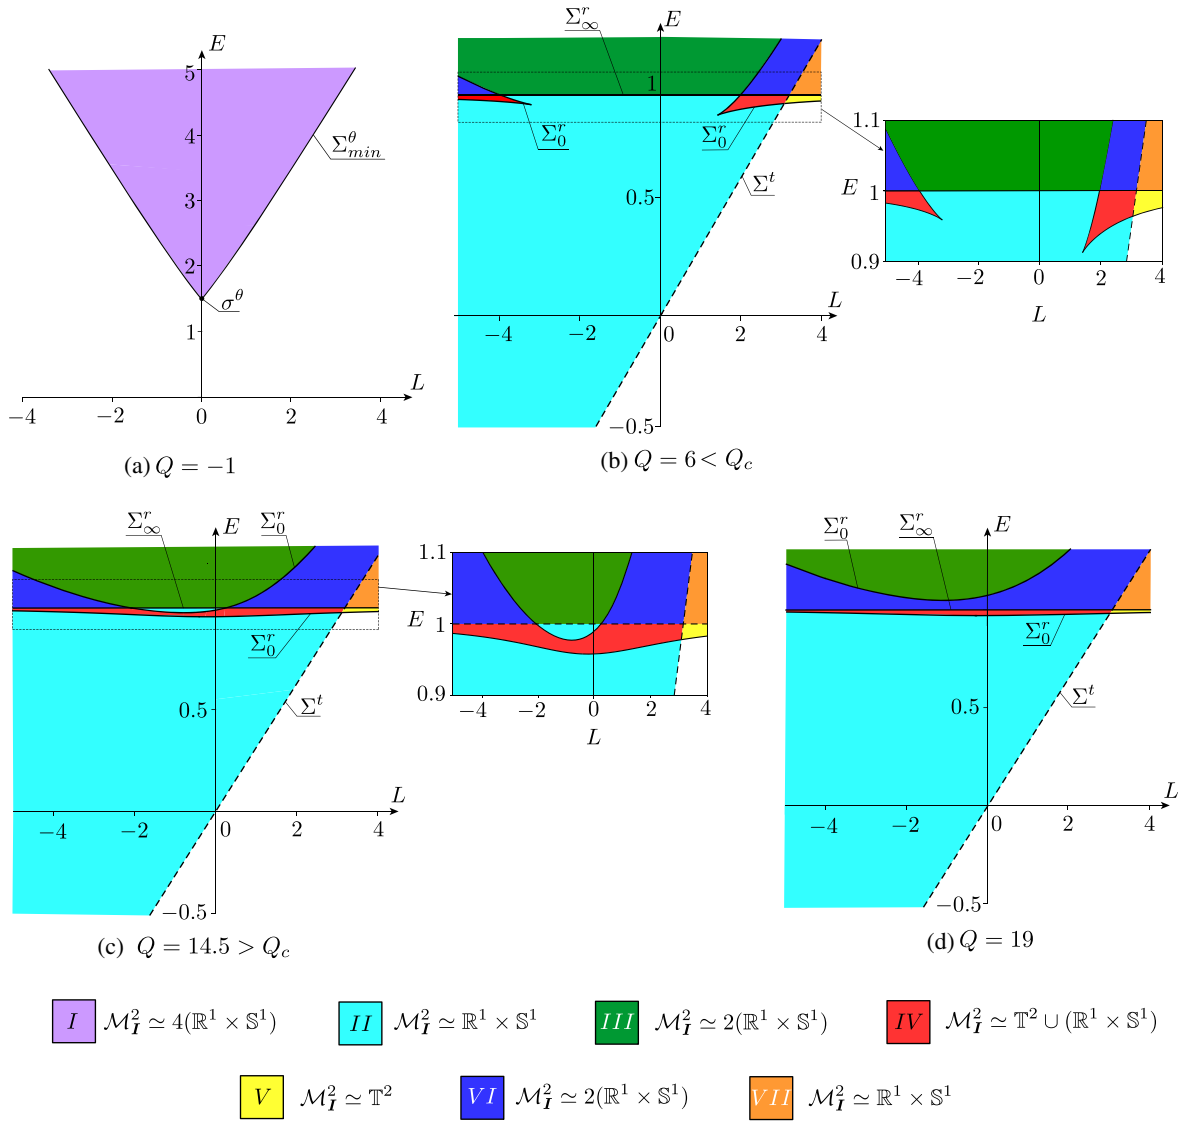 E
5
4
3
2
1
Σ^θ_min
σ^θ
L
−4
−2
0
2
4
(a) Q = −1
Σ^r_∞
E
1
Σ^r_0
Σ^r_0
Σ^t
0.5
L
−4
−2
0
2
4
−0.5
(b) Q = 6 < Q_c
1.1
E
1
0.9
−4
−2
0
2
4
L
Σ^r_∞
Σ^r_0
E
Σ^r_0
0.5
Σ^t
L
−4
−2
0
2
4
−0.5
(c) Q = 14.5 > Q_c
1.1
E
1
0.9
−4
−2
0
2
4
L
Σ^r_0
Σ^r_∞
E
Σ^r_0
0.5
Σ^t
L
−4
−2
0
2
4
−0.5
(d) Q = 19
I M^2_I ≃ 4(ℝ^1 × 𝕊^1)
II M^2_I ≃ ℝ^1 × 𝕊^1
III M^2_I ≃ 2(ℝ^1 × 𝕊^1)
IV M^2_I ≃ 𝕋^2 ∪ (ℝ^1 × 𝕊^1)
V M^2_I ≃ 𝕋^2
VI M^2_I ≃ 2(ℝ^1 × 𝕊^1)
VII M^2_I ≃ ℝ^1 × 𝕊^1